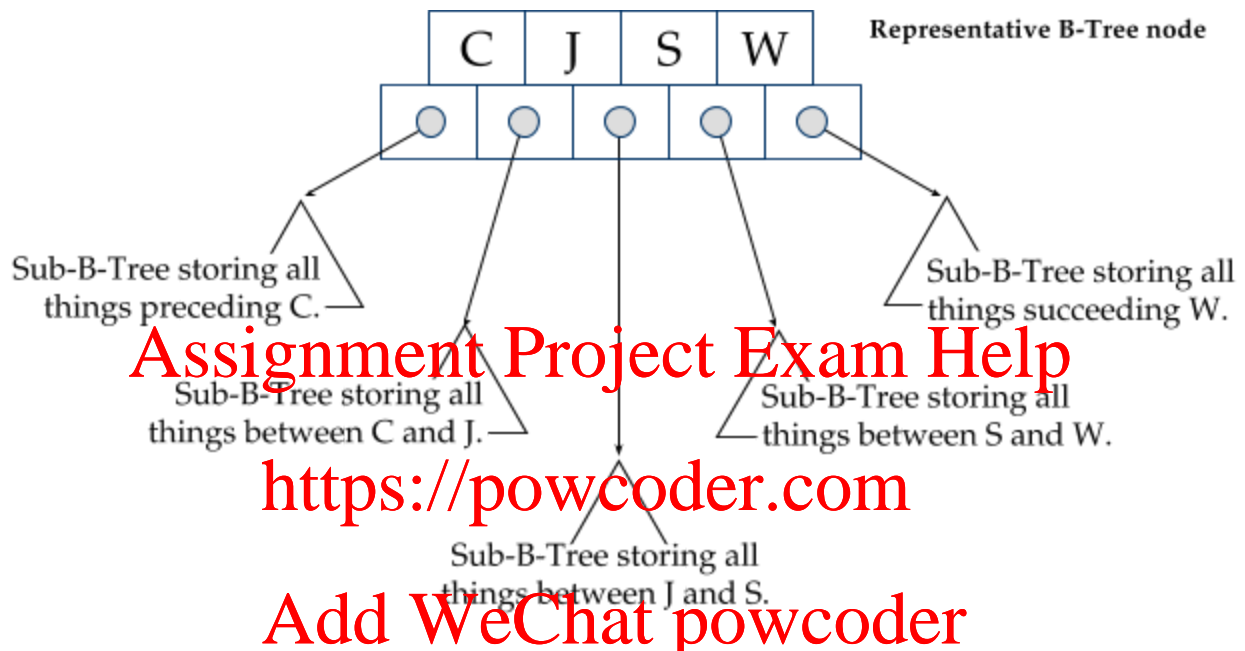 C J S W
Representative B-Tree node
Sub-B-Tree storing all
things preceding C.
Sub-B-Tree storing all
things succeeding W.
Assignment Project Exam Help
Sub-B-Tree storing all
things between C and J.
Sub-B-Tree storing all
things between S and W.
https://powcoder.com
Sub-B-Tree storing all
things between J and S.
Add WeChat powcoder